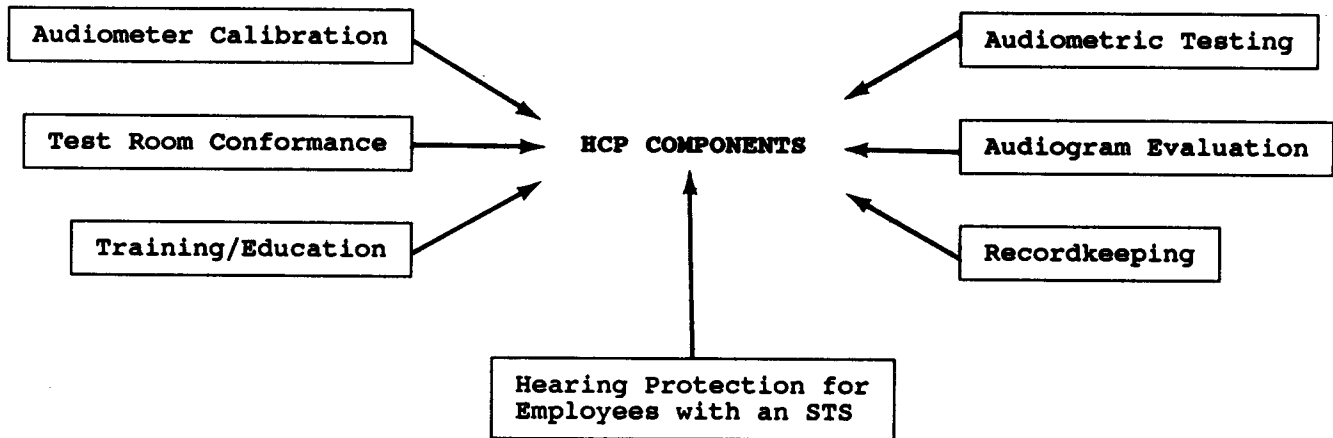 Audiometer Calibration
Test Room Conformance
Training/Education
HCP COMPONENTS
Audiometric Testing
Audiogram Evaluation
Recordkeeping
Hearing Protection for
Employees with an STS